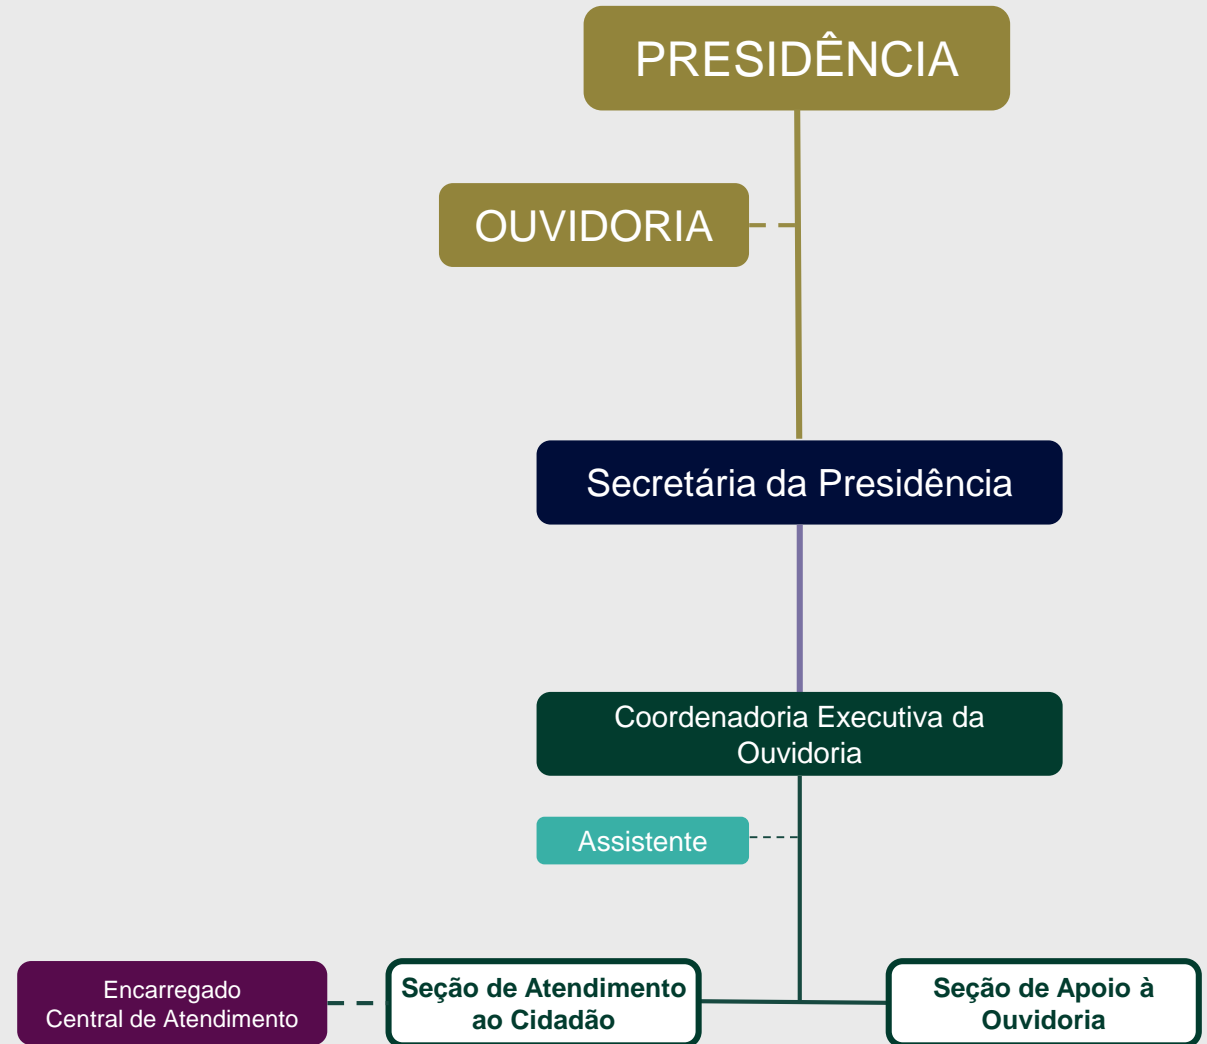 PRESIDÊNCIA
OUVIDORIA
Secretária da Presidência
Coordenadoria Executiva da
Ouvidoria
Assistente
Encarregado
Central de Atendimento
Seção de Atendimento
ao Cidadão
Seção de Apoio à
Ouvidoria